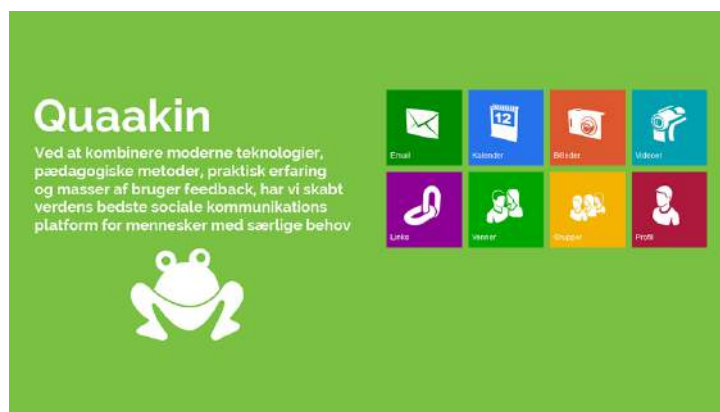 Quaakin
Ved at kombinere moderne teknologier,
pædagogiske metoder, praktisk erfaring
og masser af bruger feedback, har vi skabt
verdens bedste sociale kommunikations
platform for mennesker med særlige behov
12
Email
Kalender
Billeder
Videoer
Links
Venner
Grupper
Profil